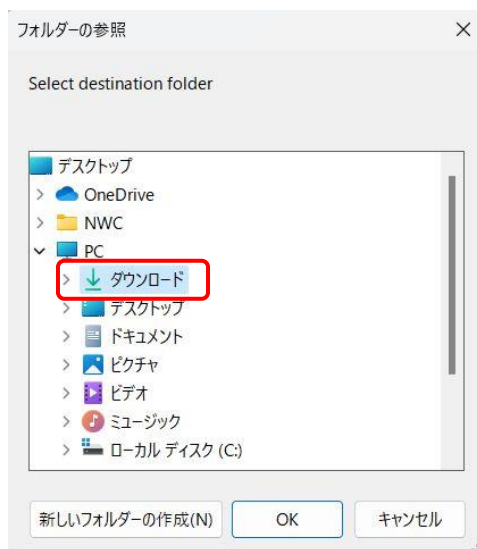 フォルダーの参照
Select destination folder
デスクトップ
OneDrive
NWC
PC
ダウンロード
デスクトップ
ドキュメント
ピクチャ
ビデオ
ミュージック
ローカル ディスク (C:)
新しいフォルダーの作成(N) OK キャンセル